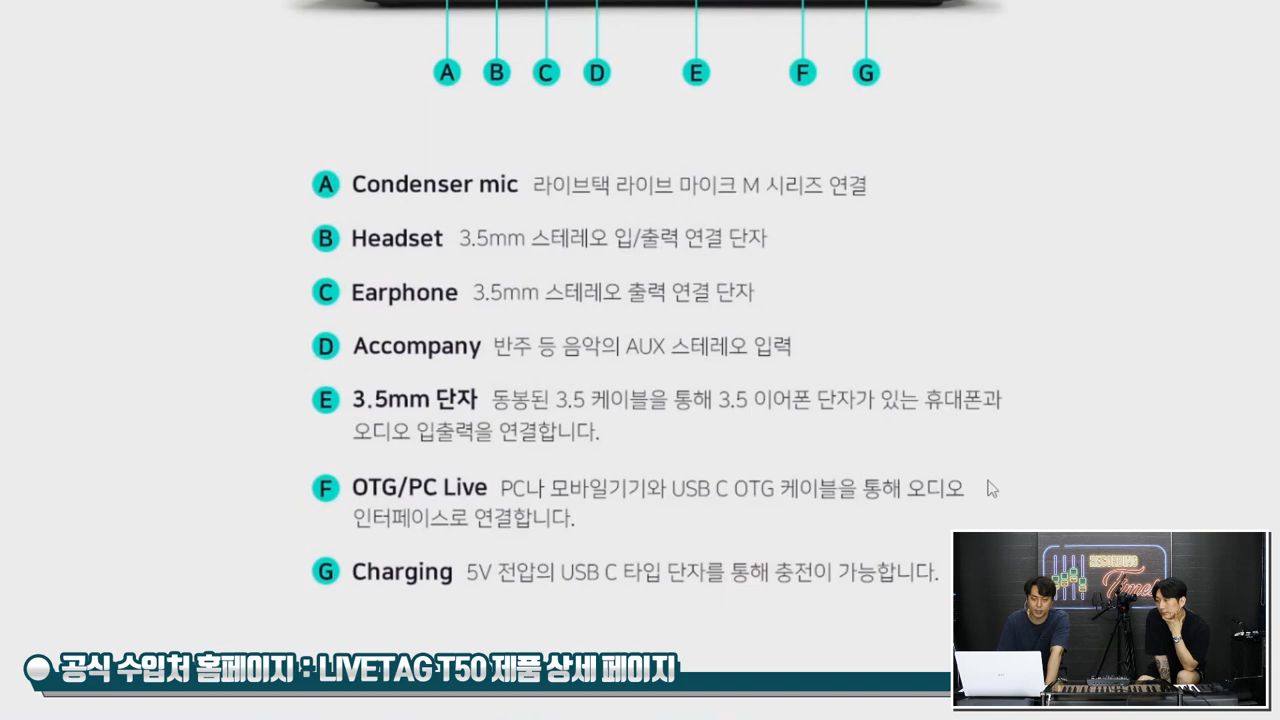 A B C D E F G
A Condenser mic 라이브택 라이브 마이크 M 시리즈 연결
B Headset 3.5mm 스테레오 입/출력 연결 단자
C Earphone 3.5mm 스테레오 출력 연결 단자
D Accompany 반주 등 음악의 AUX 스테레오 입력
E 3.5mm 단자 동봉된 3.5 케이블을 통해 3.5 이어폰 단자가 있는 휴대폰과
오디오 입출력을 연결합니다.
F OTG/PC Live PC나 모바일기기와 USB C OTG 케이블을 통해 오디오
인터페이스로 연결합니다.
G Charging 5V 전압의 USB C 타입 단자를 통해 충전이 가능합니다.
RECORDING
Times
공식 수입처 홈페이지 : LIVETAG T50 제품 상세 페이지